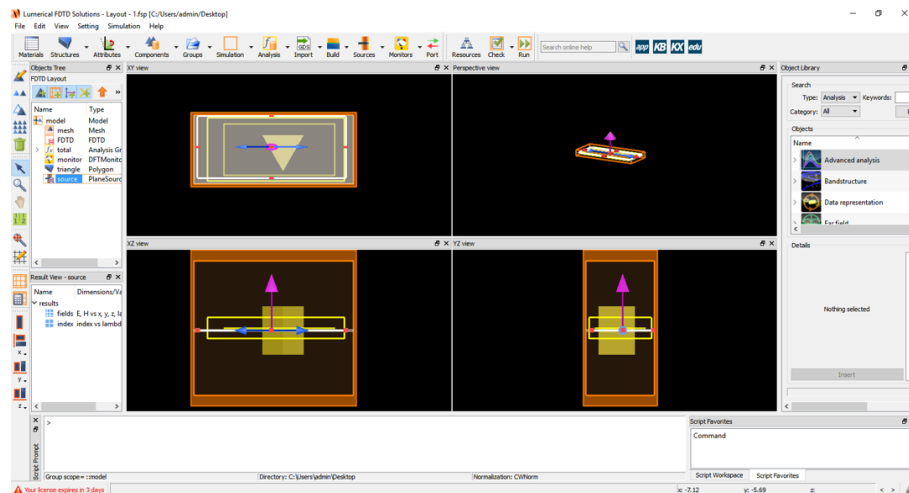 Lumerical FDTD Solutions - Layout - 1.fsp [C:/Users/admin/Desktop]
File Edit View Setting Simulation Help
Materials Structures Attributes Components Groups Simulation Analysis Import Build Sources Monitors Port Resources Check Run Search online help app KB KX edu
Objects Tree
FDTD Layout
Name Type
model Model
mesh Mesh
FDTD FDTD
total Analysis Gr
monitor DFTMonito
triangle Polygon
source PlaneSourc
Result View - source
Name Dimensions/Va
results
fields E, H vs x, y, z, la
index index vs lambd
x
y
z
XY view
Perspective view
XZ view
YZ view
Object Library
Search
Type: Analysis Keywords:
Category: All
Objects
Name
Advanced analysis
Bandstructure
Data representation
Far field
Details
Nothing selected
Insert
Script Prompt
>
Group scope= ::model Directory: C:\Users\admin\Desktop Normalization: CWNorm
Script Favorites
Command
Script Workspace Script Favorites
Your license expires in 3 days x: -7.12 y: -5.69 z: